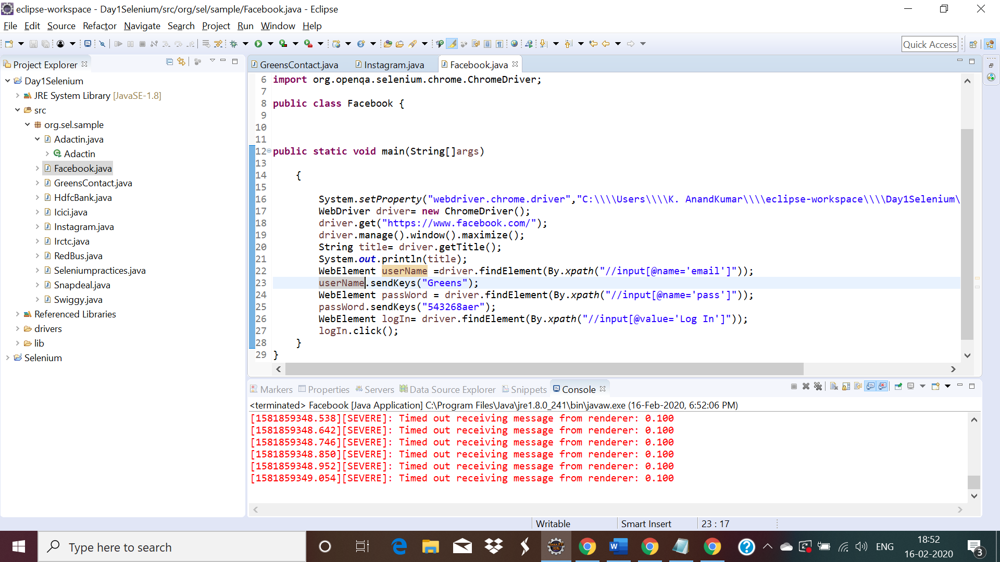 eclipse-workspace - Day1Selenium/src/org/sel/sample/Facebook.java - Eclipse
File Edit Source Refactor Navigate Search Project Run Window Help
Quick Access
Project Explorer
Day1Selenium
JRE System Library [JavaSE-1.8]
src
org.sel.sample
Adactin.java
Adactin
Facebook.java
GreensContact.java
HdfcBank.java
Icici.java
Instagram.java
Irctc.java
RedBus.java
Seleniumpractices.java
Snapdeal.java
Swiggy.java
Referenced Libraries
drivers
lib
Selenium
GreensContact.java Instagram.java Facebook.java
6 import org.openqa.selenium.chrome.ChromeDriver;
7
8 public class Facebook {
9
10
11
12 public static void main(String[]args)
13
14 {
15
16 System.setProperty("webdriver.chrome.driver","C:\\\\Users\\\\K. AnandKumar\\\\eclipse-workspace\\\\Day1Selenium\
17 WebDriver driver= new ChromeDriver();
18 driver.get("https://www.facebook.com/");
19 driver.manage().window().maximize();
20 String title= driver.getTitle();
21 System.out.println(title);
22 WebElement userName =driver.findElement(By.xpath("//input[@name='email']"));
23 userName.sendKeys("Greens");
24 WebElement passWord = driver.findElement(By.xpath("//input[@name='pass']"));
25 passWord.sendKeys("543268aer");
26 WebElement logIn= driver.findElement(By.xpath("//input[@value='Log In']"));
27 logIn.click();
28 }
29 }
Markers Properties Servers Data Source Explorer Snippets Console
<terminated> Facebook [Java Application] C:\Program Files\Java\jre1.8.0_241\bin\javaw.exe (16-Feb-2020, 6:52:06 PM)
[1581859348.538][SEVERE]: Timed out receiving message from renderer: 0.100
[1581859348.642][SEVERE]: Timed out receiving message from renderer: 0.100
[1581859348.746][SEVERE]: Timed out receiving message from renderer: 0.100
[1581859348.850][SEVERE]: Timed out receiving message from renderer: 0.100
[1581859348.952][SEVERE]: Timed out receiving message from renderer: 0.100
[1581859349.054][SEVERE]: Timed out receiving message from renderer: 0.100
Writable Smart Insert 23 : 17
Type here to search
Java EE
IDE
ENG
18:52
16-02-2020
3